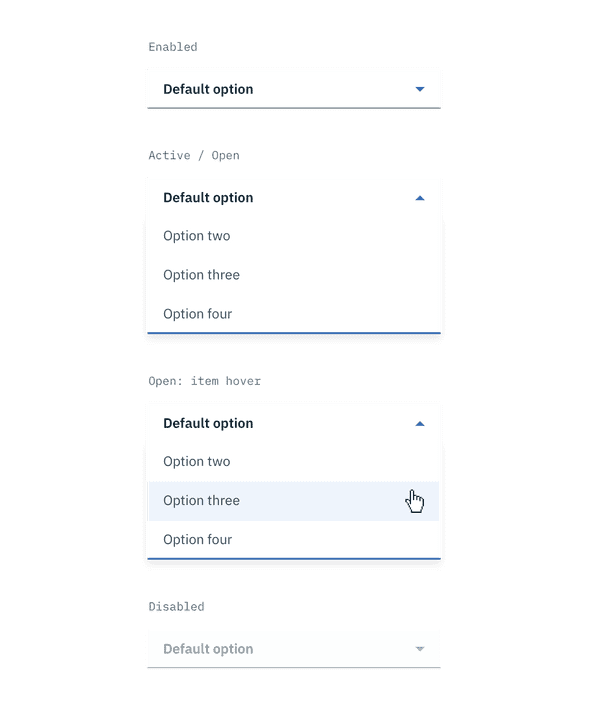 Enabled
Default option
Active / Open
Default option
Option two
Option three
Option four
Open: item hover
Default option
Option two
Option three
Option four
Disabled
Default option